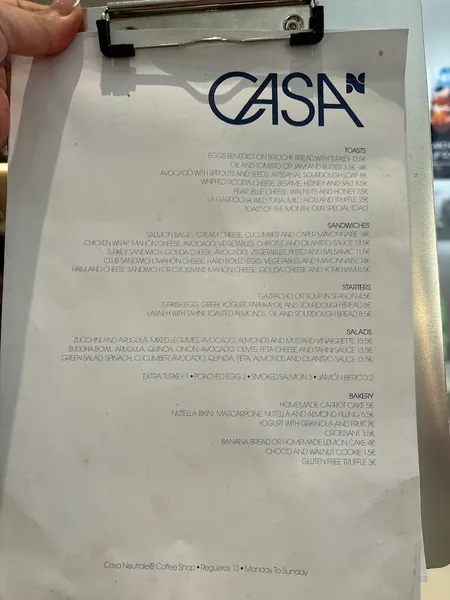 CASA N
TOASTS
EGGS BENEDICT ON BRIOCHE BREAD WITH TURKEY 12.5€
OIL AND TOMATO OR JAM AND BUTTER 3.5€ / 4€
AVOCADO WITH SPROUTS AND SEEDS, ARTISANAL SOURDOUGH LOAF
WHIPPED RICOTTA CHEESE, SESAME, HONEY AND SALT 8.5€
PEAR, BLUE CHEESE, WALNUTS AND HONEY 7.5€
LA GARROCHA WILD TUNA, MILD AIOLI AND TRUFFLE
TOAST OF THE MONTH: OUR SPECIAL TOAST
SANDWICHES
SALMON BAGEL, CREAM CHEESE, CUCUMBER AND CAPER MAYONNAISE 14€
CHICKEN WRAP, MAHÓN CHEESE, AVOCADO, VEGETABLES, CHIPOTLE AND CILANTRO SAUCE 13.5€
TURKEY SANDWICH, GOUDA CHEESE, AVOCADO, VEGETABLES, PESTO AND BALSAMIC 11.5€
CLUB SANDWICH, MAHÓN CHEESE, HARD BOILED EGG, VEGETABLES AND MAYONNAISE 14€
HAM AND CHEESE SANDWICH OR CROISSANT, MAHÓN CHEESE, GOUDA CHEESE AND YORK HAM 8.5€
STARTERS
GAZPACHO OR SOUP IN SEASON 4.5€
TURKISH EGG, GREEK YOGURT, PAPRIKA OIL AND SOURDOUGH BREAD 8€
LABNEH WITH TAHINI, TOASTED ALMONDS, OIL AND SOURDOUGH BREAD 8.5€
SALADS
ZUCCHINI AND ARUGULA, MIXED LEGUMES, AVOCADO, ALMONDS AND MUSTARD VINAIGRETTE 13.5€
BUDDHA BOWL, ARUGULA, QUINOA, ONION, AVOCADO, OLIVES, FETA CHEESE AND TAHINI SAUCE 13.5€
GREEN SALAD, SPINACH, CUCUMBER, AVOCADO, QUINOA, FETA, ALMONDS AND CILANTRO SAUCE 13.5€
EXTRA TURKEY 1 • POACHED EGG 2 • SMOKED SALMON 3 • JAMÓN IBERICO 2
BAKERY
HOMEMADE CARROT CAKE 5€
NUTELLA BIKINI: MASCARPONE, NUTELLA AND ALMOND FILLING 6.5€
YOGURT WITH GRANOLA AND FRUIT 7€
CROISSANT 3.5€
BANANA BREAD OR HOMEMADE LEMON CAKE 4€
CHOCO AND WALNUT COOKIE 1.5€
GLUTEN FREE TRUFFLE 3€
Casa Neutrale® Coffee Shop • Regueros 13 • Monday To Sunday